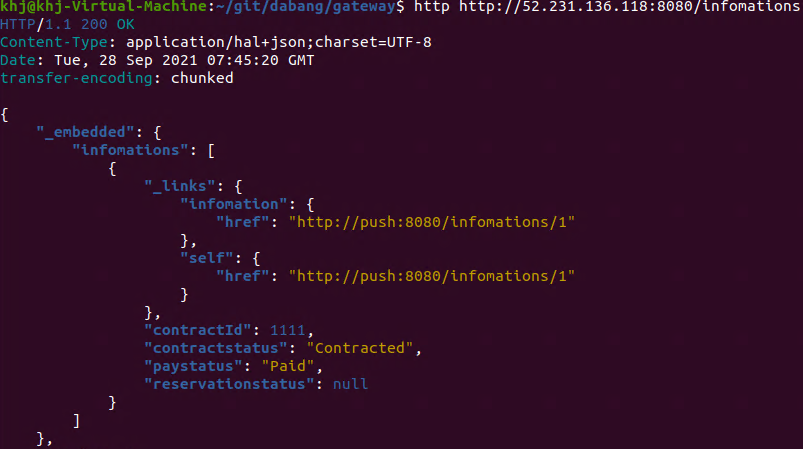 khj@khj-Virtual-Machine:~/git/dabang/gateway$ http http://52.231.136.118:8080/infomations
HTTP/1.1 200 OK
Content-Type: application/hal+json;charset=UTF-8
Date: Tue, 28 Sep 2021 07:45:20 GMT
transfer-encoding: chunked

{
    "_embedded": {
        "infomations": [
            {
                "_links": {
                    "infomation": {
                        "href": "http://push:8080/infomations/1"
                    },
                    "self": {
                        "href": "http://push:8080/infomations/1"
                    }
                },
                "contractId": 1111,
                "contractstatus": "Contracted",
                "paystatus": "Paid",
                "reservationstatus": null
            }
        ]
    },